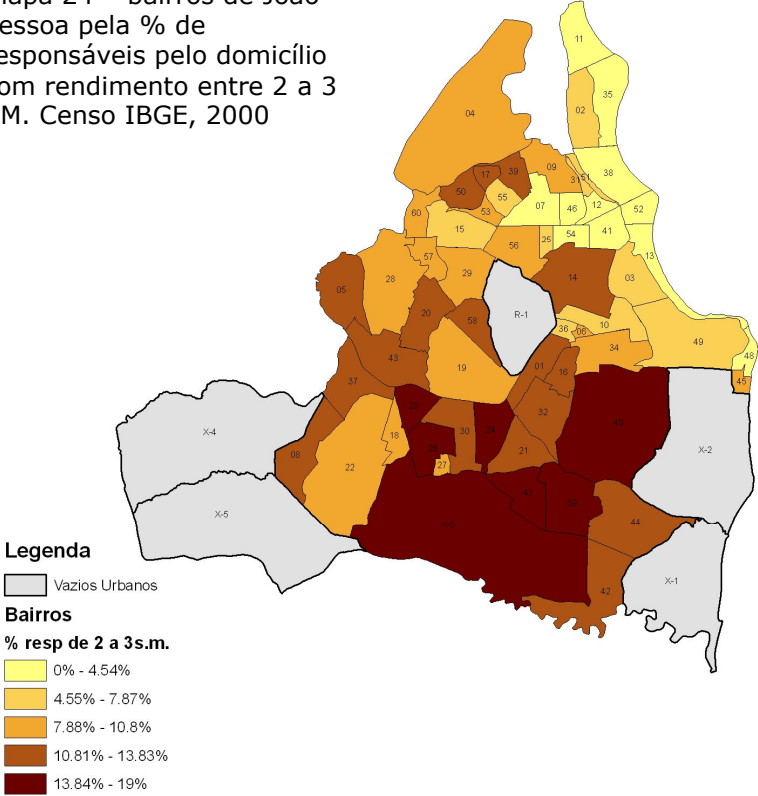 apa 24 – bairros de João
essoa pela % de
esponsáveis pelo domicílio
om rendimento entre 2 a 3
M. Censo IBGE, 2000
11
35
02
04
38
09
39
17
31
51
50
55
07
46
12
52
60
53
15
54
41
25
56
13
57
29
28
14
03
05
20
58
R-1
10
36
06
34
49
48
43
01
16
19
37
45
32
30
18
X-4
08
22
27
21
X-2
X-5
44
X-1
42
Legenda
Vazios Urbanos
Bairros
% resp de 2 a 3s.m.
0% - 4.54%
4.55% - 7.87%
7.88% - 10.8%
10.81% - 13.83%
13.84% - 19%